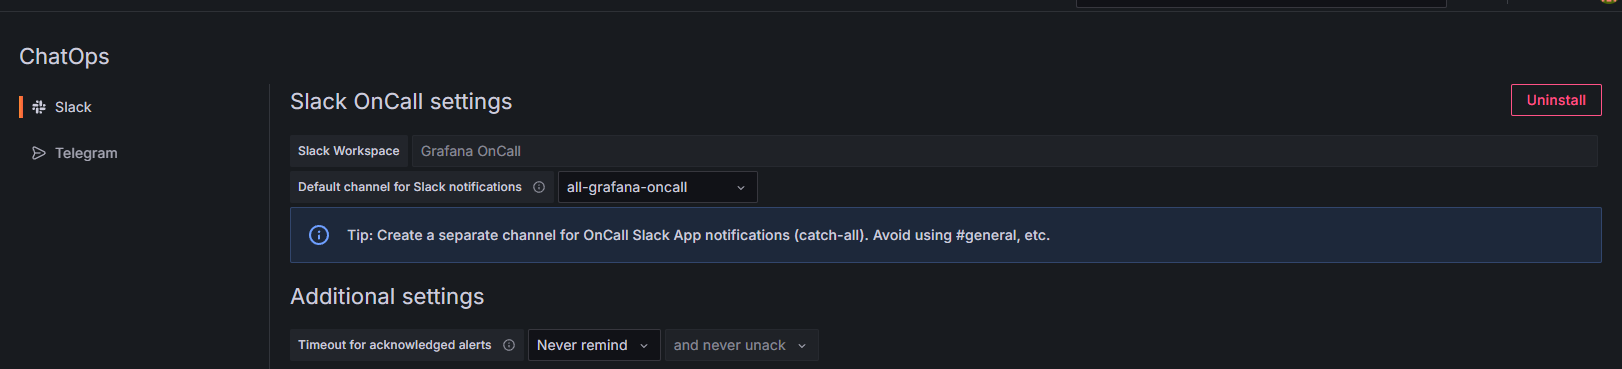 ChatOps
Slack
Telegram
Slack OnCall settings
Uninstall
Slack Workspace Grafana OnCall
Default channel for Slack notifications all-grafana-oncall
Tip: Create a separate channel for OnCall Slack App notifications (catch-all). Avoid using #general, etc.
Additional settings
Timeout for acknowledged alerts Never remind and never unack